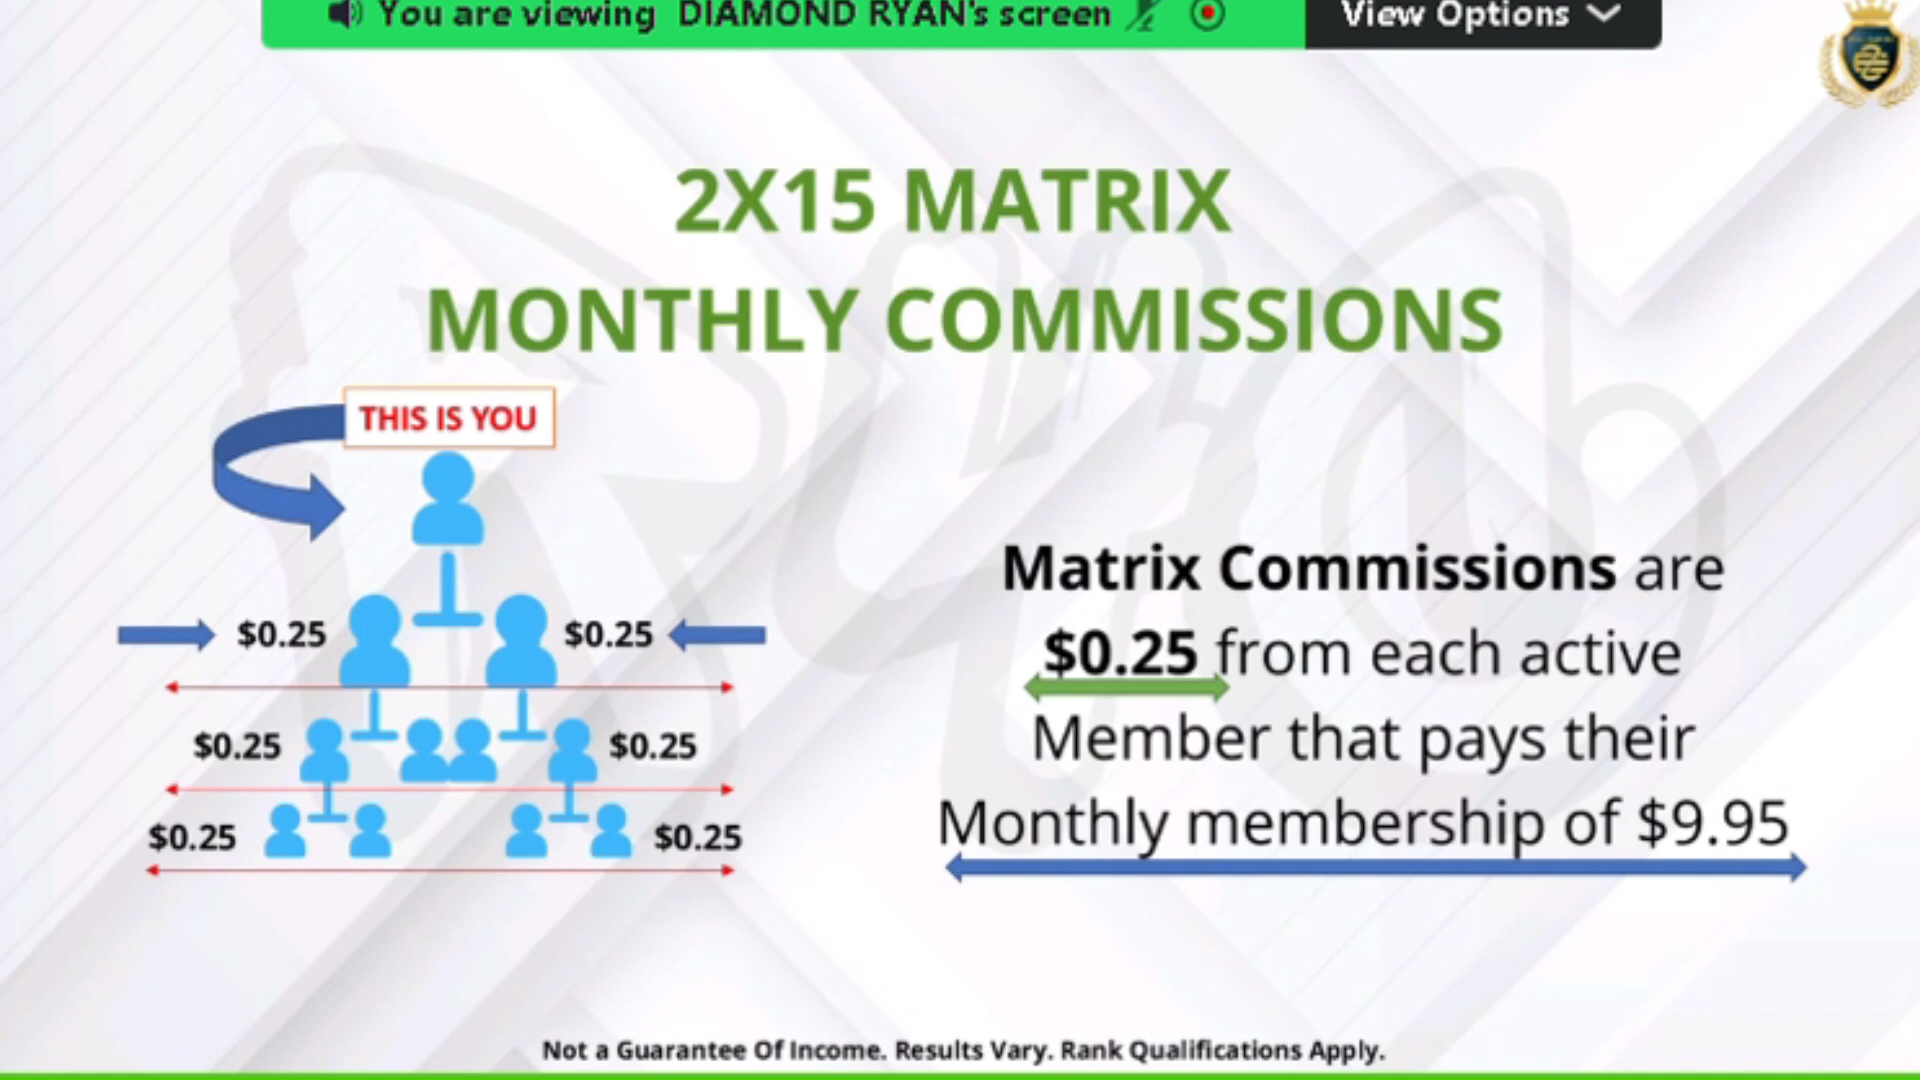 You are viewing DIAMOND RYAN's screen
View Options
2X15 MATRIX
MONTHLY COMMISSIONS
THIS IS YOU
$0.25 $0.25
$0.25 $0.25
$0.25 $0.25
Matrix Commissions are
$0.25 from each active
Member that pays their
Monthly membership of $9.95
Not a Guarantee Of Income. Results Vary. Rank Qualifications Apply.